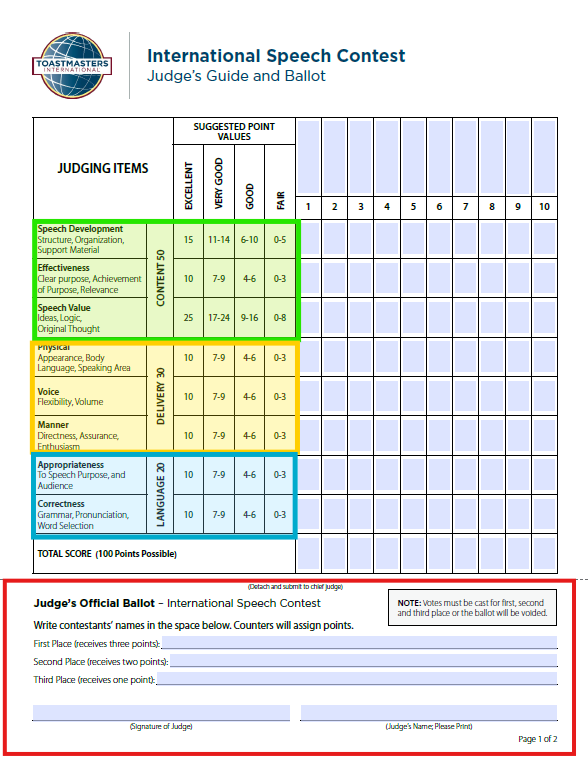 TOASTMASTERS
INTERNATIONAL
International Speech Contest
Judge's Guide and Ballot
JUDGING ITEMS
SUGGESTED POINT
VALUES
EXCELLENT
VERY GOOD
GOOD
FAIR
1 2 3 4 5 6 7 8 9 10
CONTENT 50
Speech Development
Structure, Organization,
Support Material
15 11-14 6-10 0-5
Effectiveness
Clear purpose, Achievement
of Purpose, Relevance
10 7-9 4-6 0-3
Speech Value
Ideas, Logic,
Original Thought
25 17-24 9-16 0-8
DELIVERY 30
Physical
Appearance, Body
Language, Speaking Area
10 7-9 4-6 0-3
Voice
Flexibility, Volume
10 7-9 4-6 0-3
Manner
Directness, Assurance,
Enthusiasm
10 7-9 4-6 0-3
LANGUAGE 20
Appropriateness
To Speech Purpose, and
Audience
10 7-9 4-6 0-3
Correctness
Grammar, Pronunciation,
Word Selection
10 7-9 4-6 0-3
TOTAL SCORE (100 Points Possible)
(Detach and submit to chief judge)
Judge's Official Ballot – International Speech Contest
NOTE: Votes must be cast for first, second
and third place or the ballot will be voided.
Write contestants' names in the space below. Counters will assign points.
First Place (receives three points):
Second Place (receives two points):
Third Place (receives one point):
(Signature of Judge)
(Judge's Name; Please Print)
Page 1 of 2